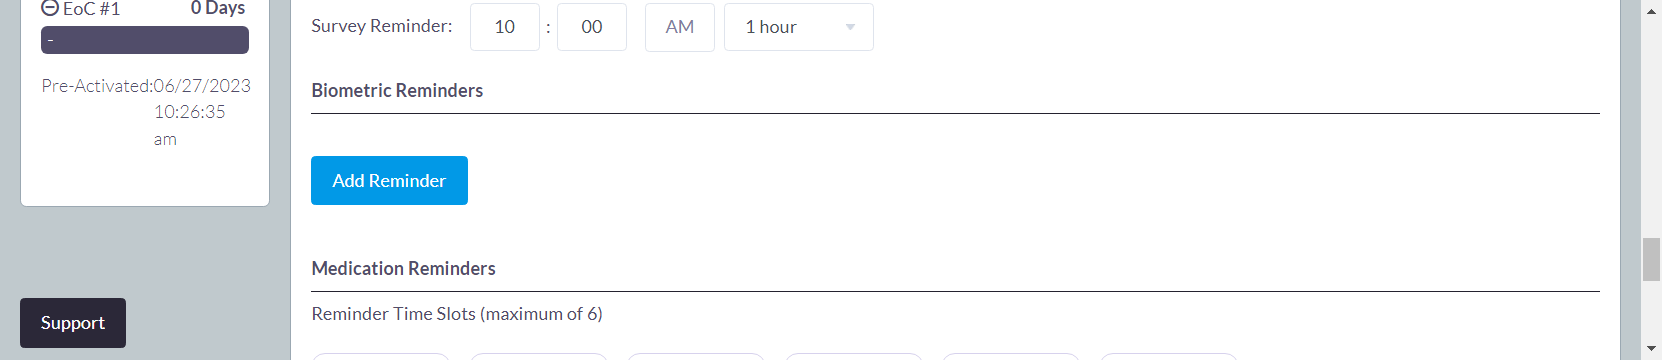 EoC #1 0 Days
-
Pre-Activated:06/27/2023
10:26:35
am
Support
Survey Reminder: 10 : 00 AM 1 hour
Biometric Reminders
Add Reminder
Medication Reminders
Reminder Time Slots (maximum of 6)